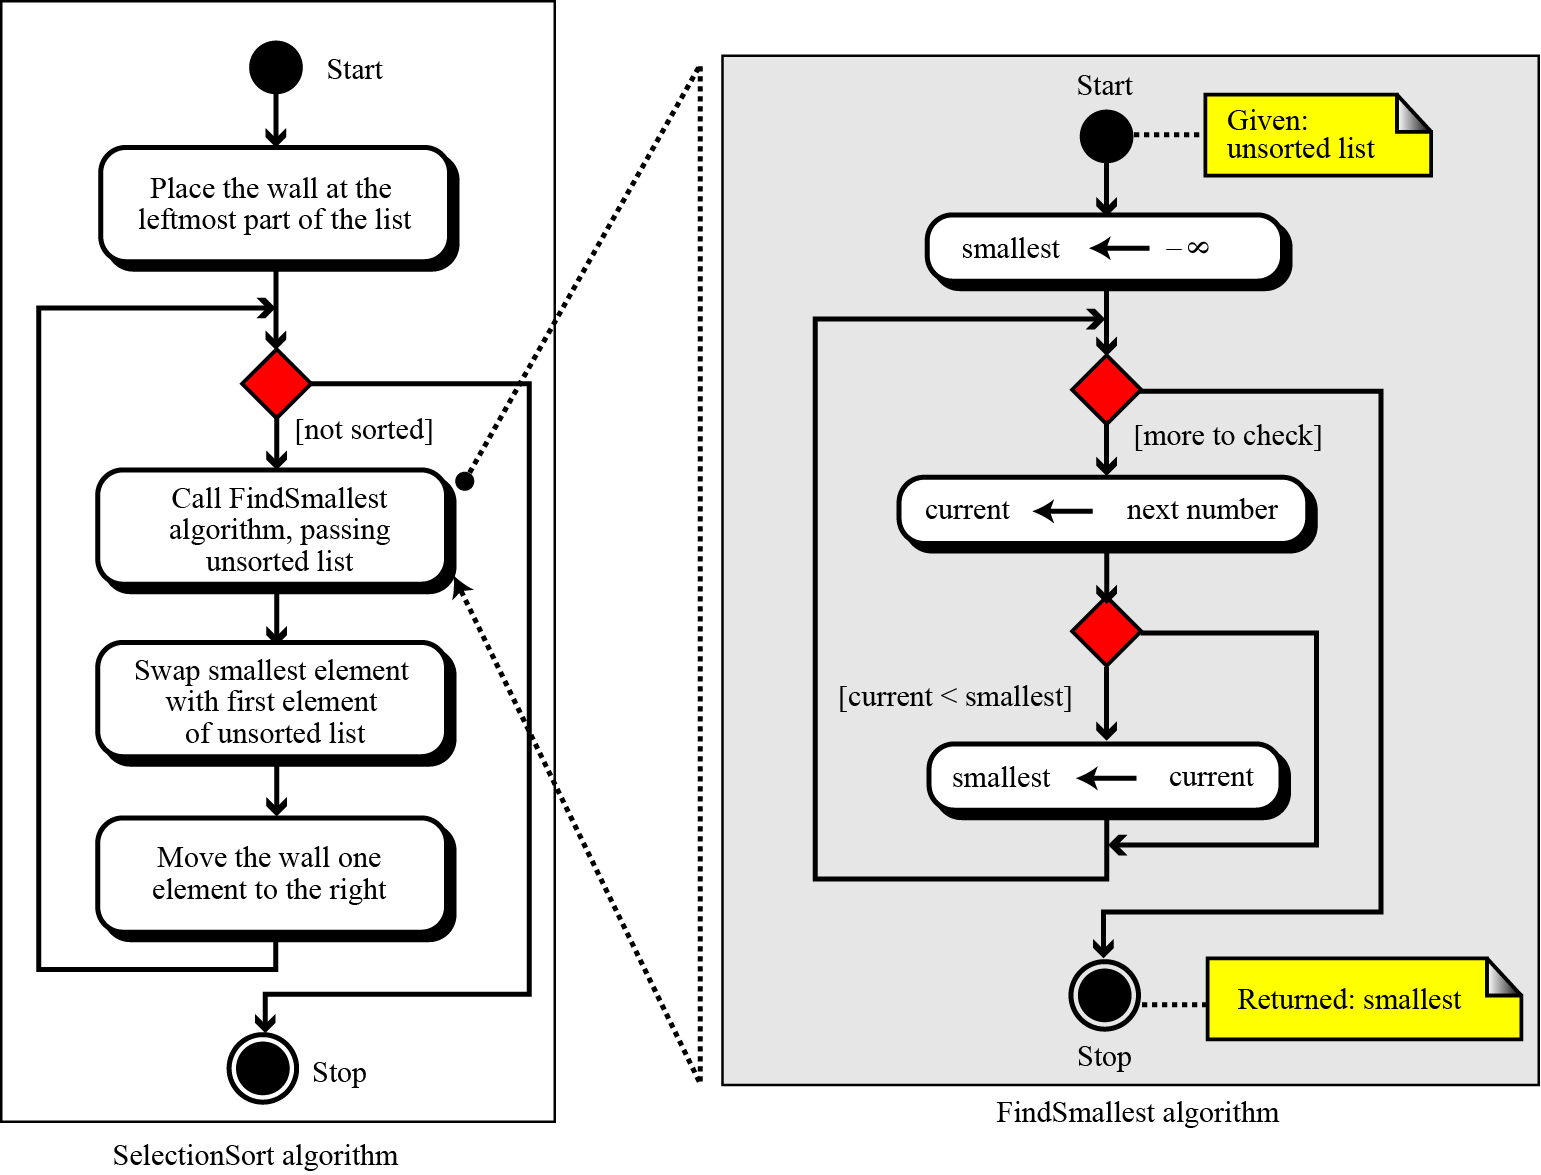 Start
Place the wall at the
leftmost part of the list
[not sorted]
Call FindSmallest
algorithm, passing
unsorted list
Swap smallest element
with first element
of unsorted list
Move the wall one
element to the right
Stop
SelectionSort algorithm
Start
Given:
unsorted list
smallest ← −∞
[more to check]
current ← next number
[current < smallest]
smallest ← current
Returned: smallest
Stop
FindSmallest algorithm